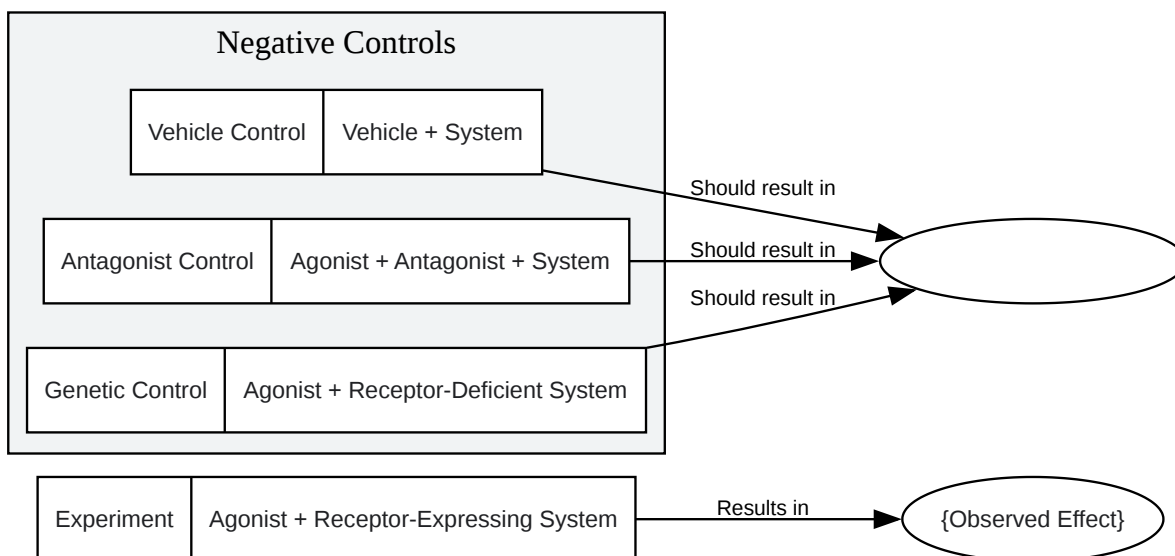 Negative Controls
Vehicle Control
Vehicle + System
Should result in
Antagonist Control
Agonist + Antagonist + System
Should result in
Should result in
Genetic Control
Agonist + Receptor-Deficient System
Experiment
Agonist + Receptor-Expressing System
Results in
{Observed Effect}